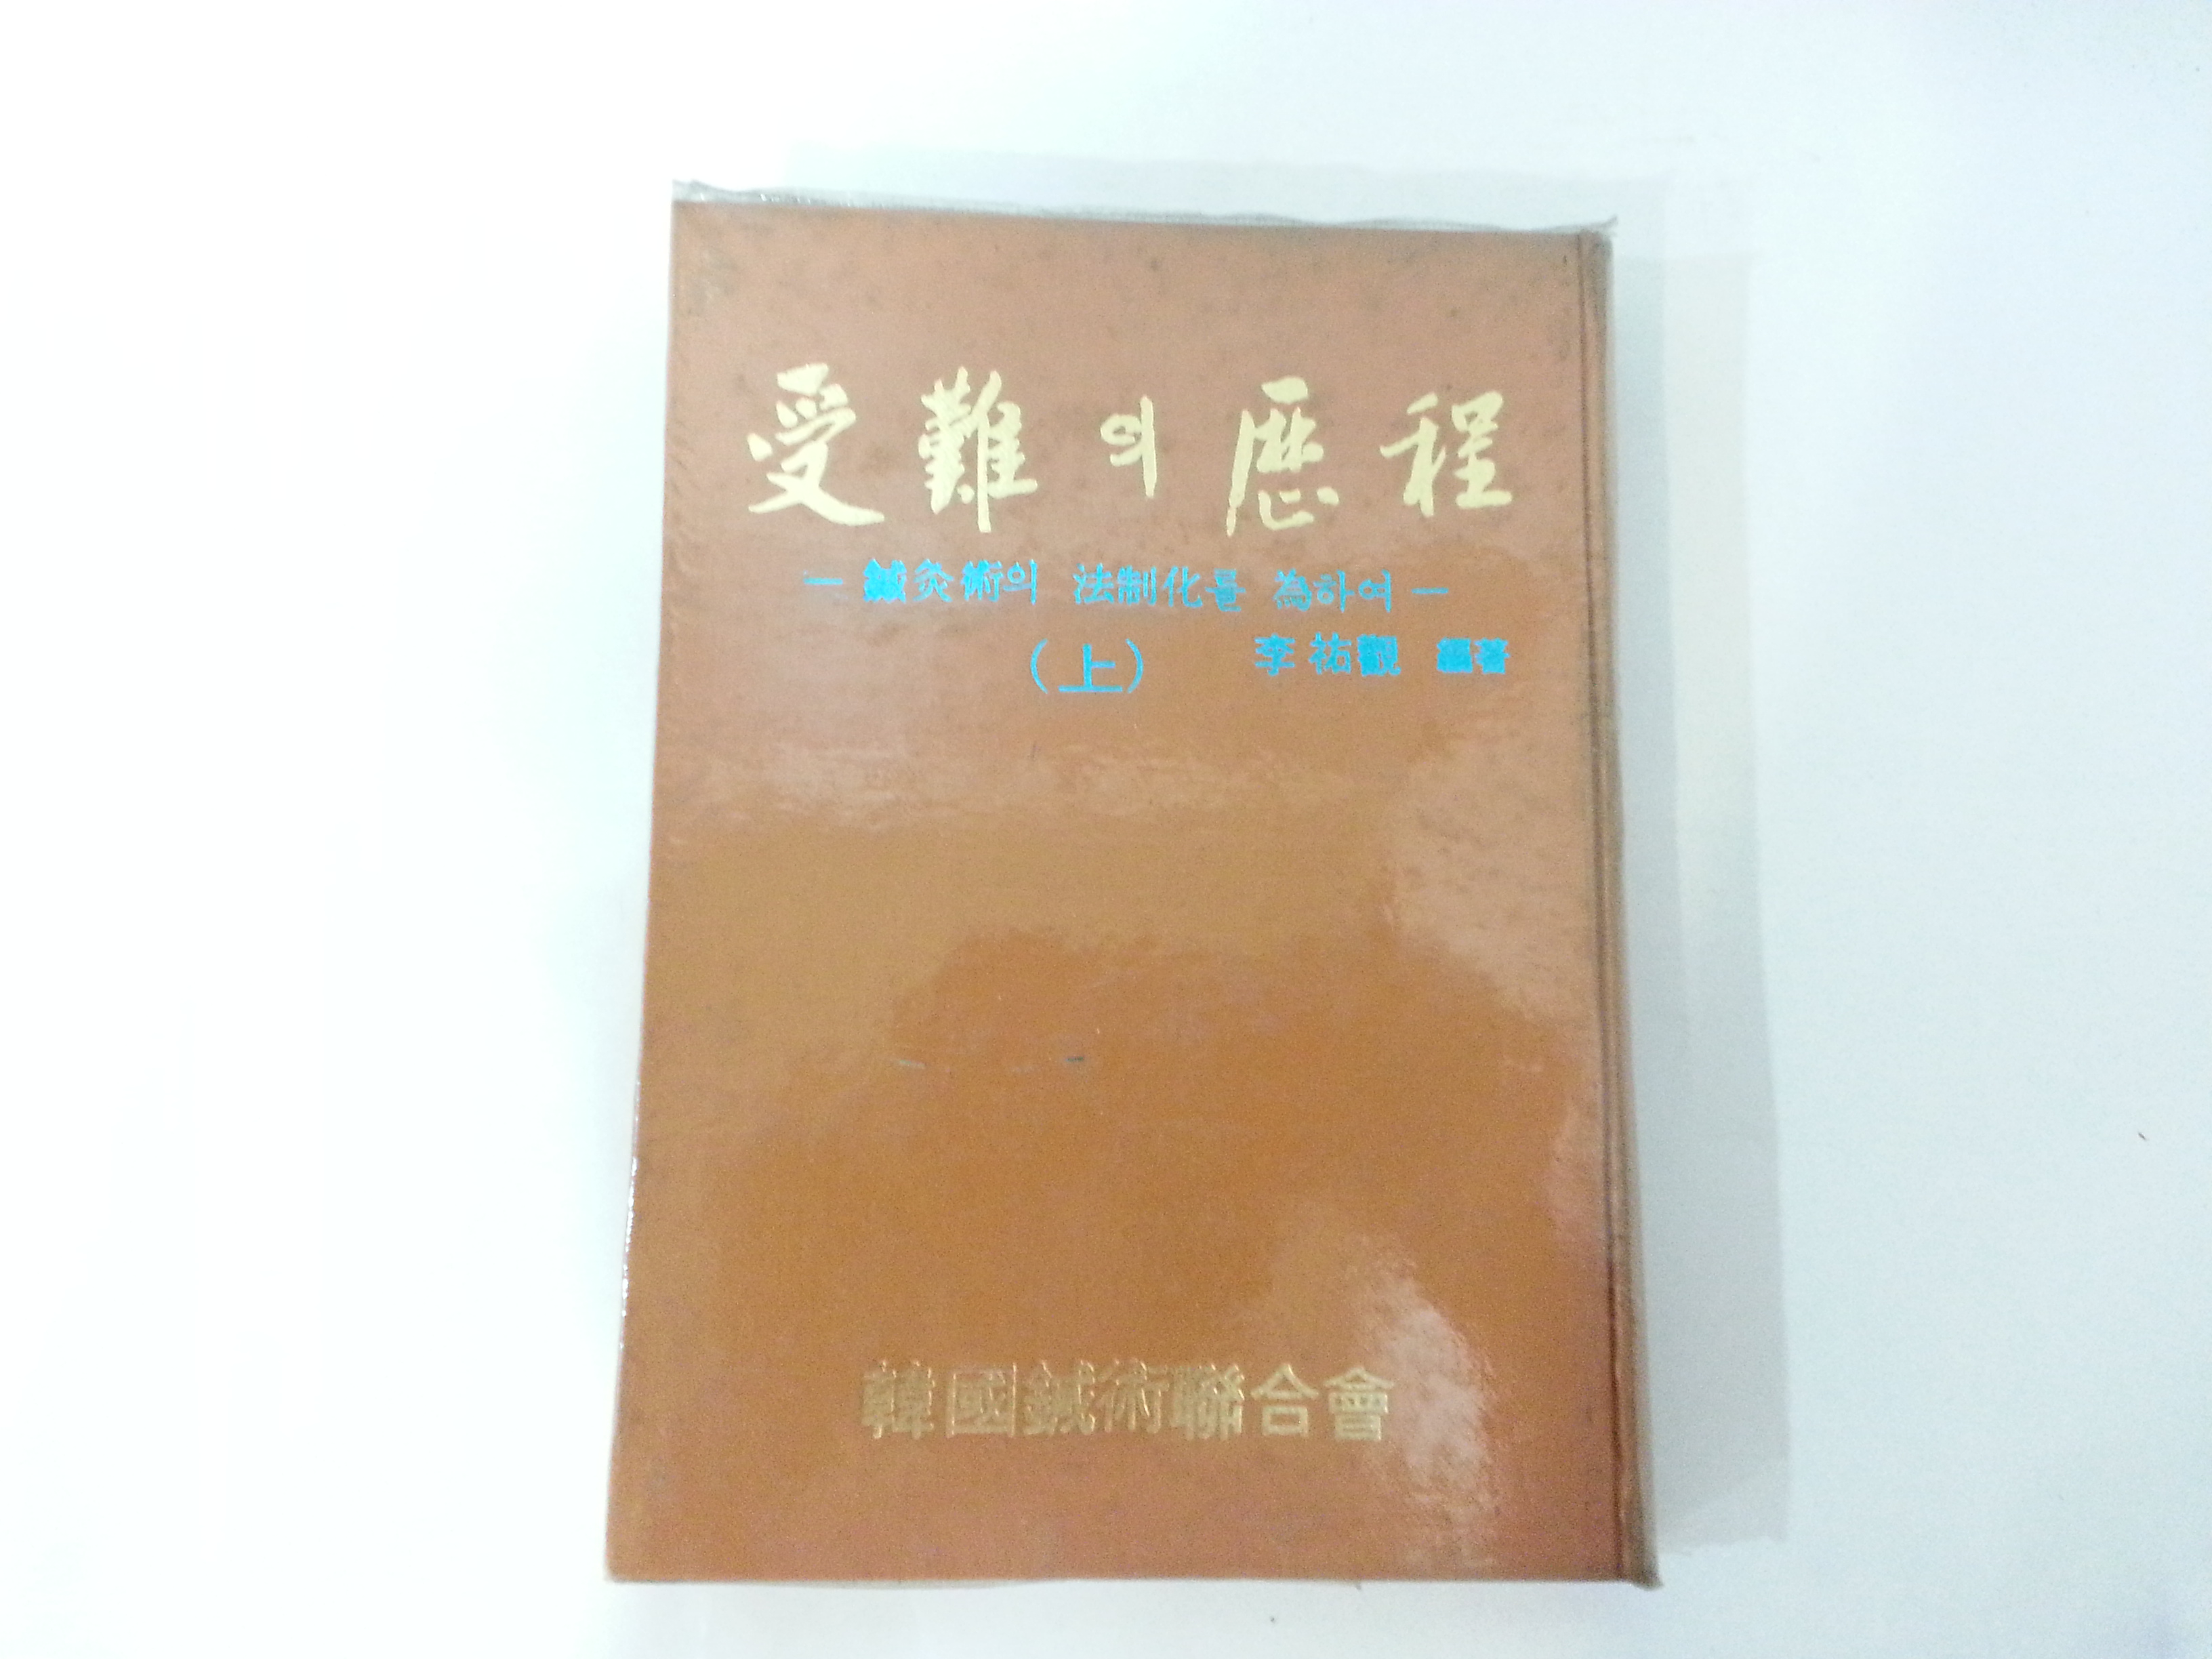 受難의 歷程
— 鍼灸術의 法制化를 為하여 —
(上) 李祐觀 編著
韓國鍼術聯合會